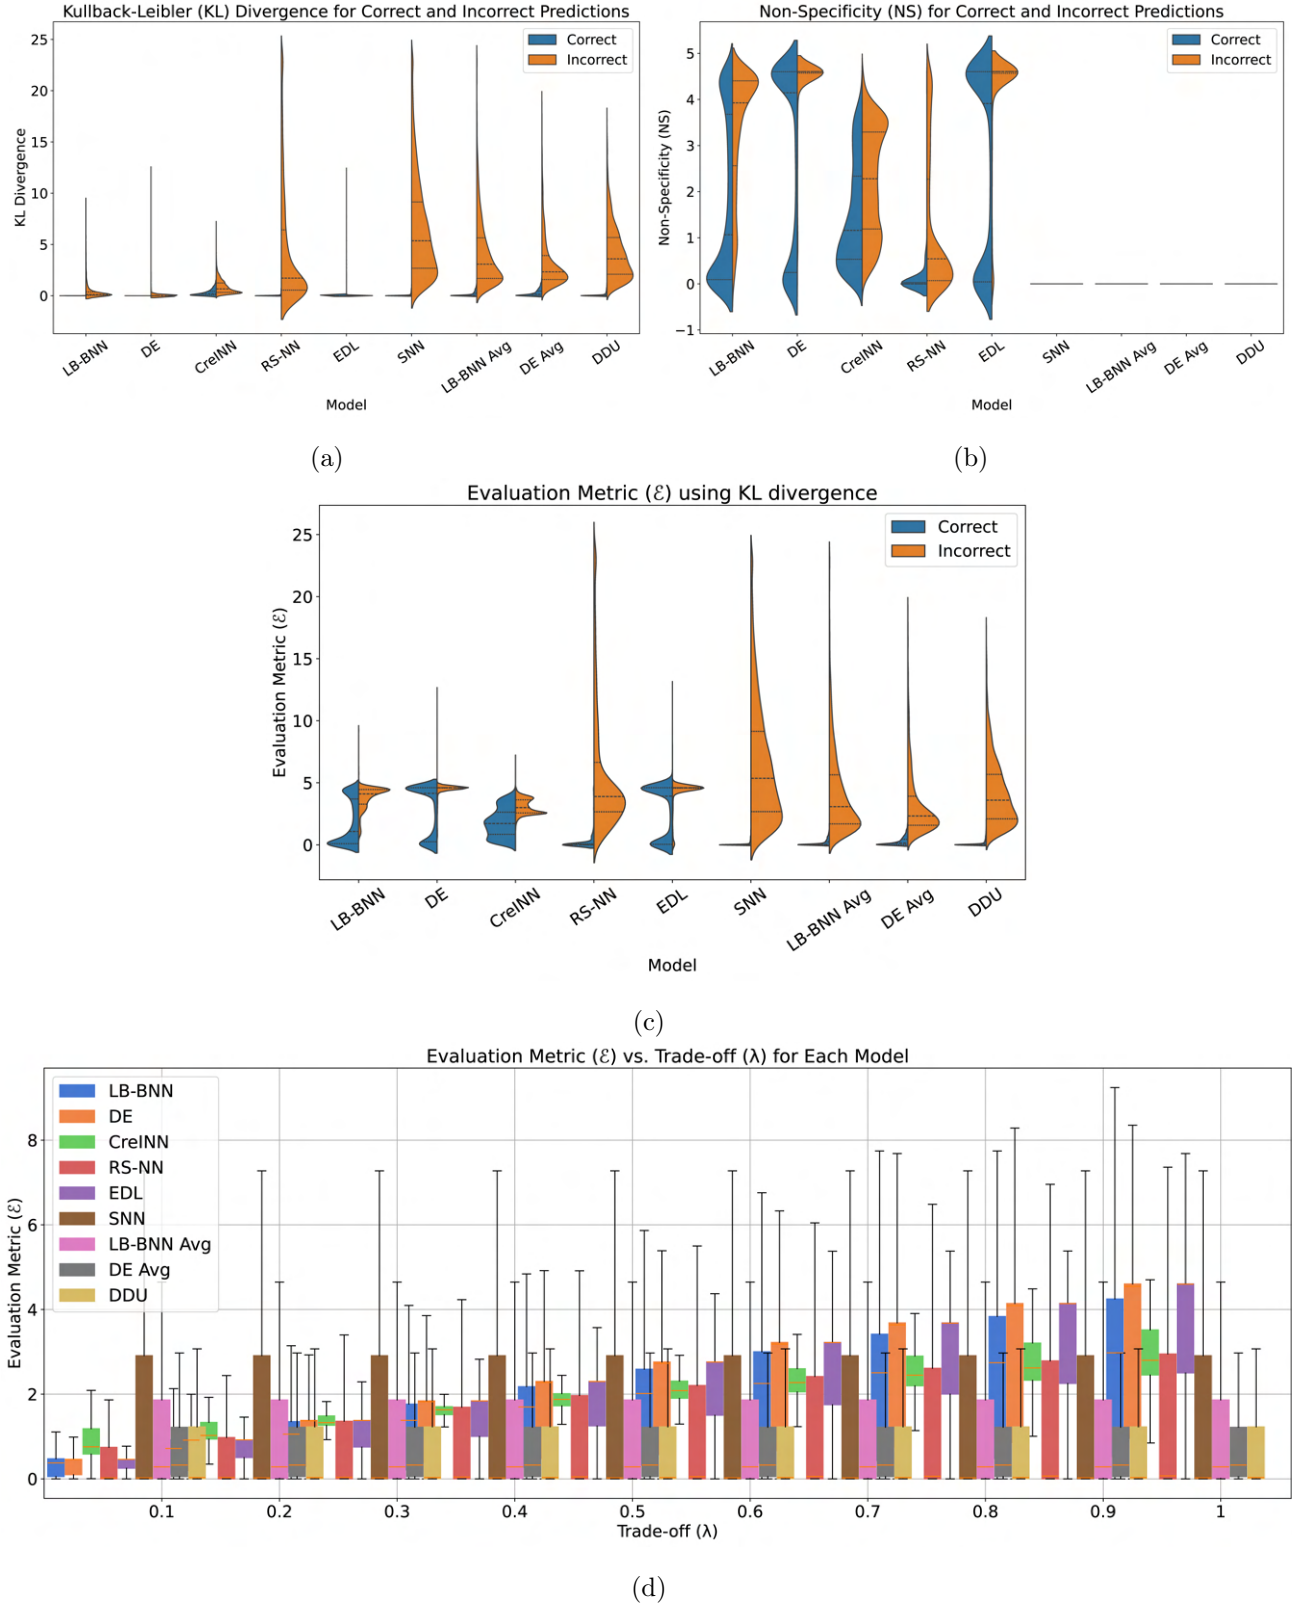 Kullback-Leibler (KL) Divergence for Correct and Incorrect Predictions
25
20
15
10
5
0
KL Divergence
Correct
Incorrect
LB-BNN
DE
CreINN
RS-NN
EDL
SNN
LB-BNN Avg
DE Avg
DDU
Model
(a)
Non-Specificity (NS) for Correct and Incorrect Predictions
5
4
3
2
1
0
−1
Non-Specificity (NS)
Correct
Incorrect
LB-BNN
DE
CreINN
RS-NN
EDL
SNN
LB-BNN Avg
DE Avg
DDU
Model
(b)
Evaluation Metric (ℰ) using KL divergence
25
20
15
10
5
0
Evaluation Metric (ℰ)
Correct
Incorrect
LB-BNN
DE
CreINN
RS-NN
EDL
SNN
LB-BNN Avg
DE Avg
DDU
Model
(c)
Evaluation Metric (ℰ) vs. Trade-off (λ) for Each Model
8
6
4
2
0
Evaluation Metric (ℰ)
LB-BNN
DE
CreINN
RS-NN
EDL
SNN
LB-BNN Avg
DE Avg
DDU
0.1
0.2
0.3
0.4
0.5
0.6
0.7
0.8
0.9
1
Trade-off (λ)
(d)